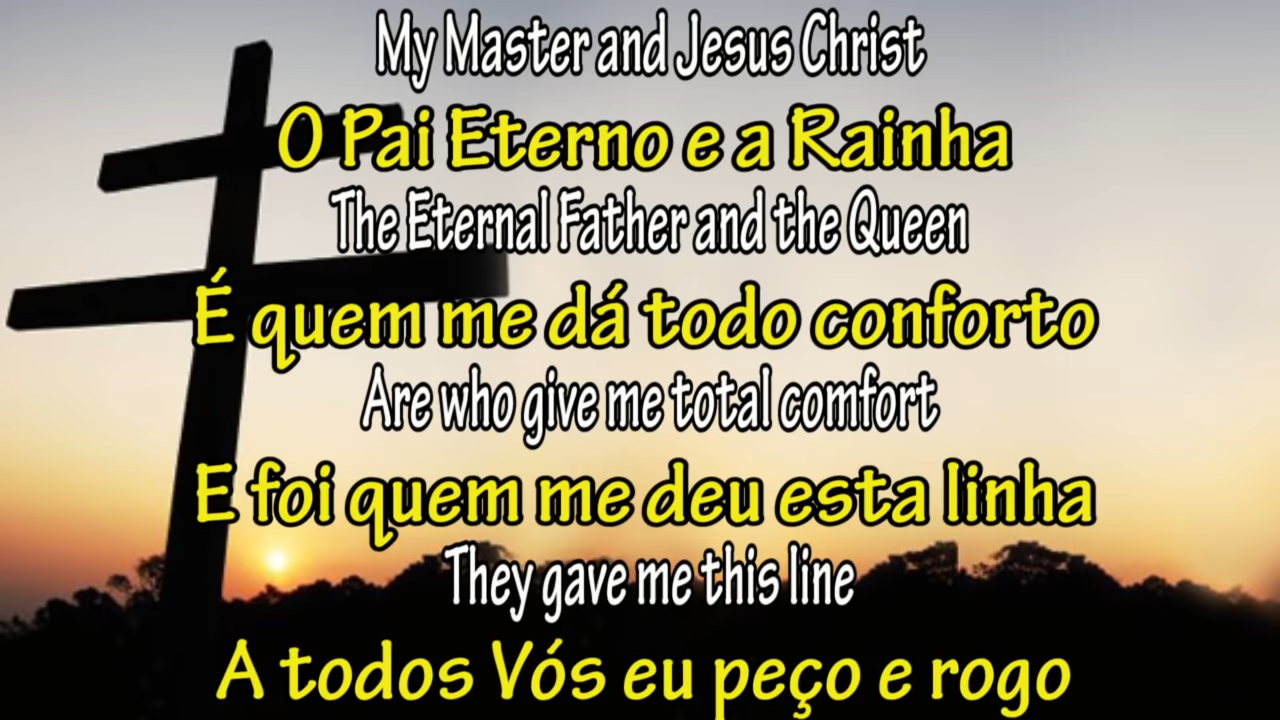 My Master and Jesus Christ
O Pai Eterno e a Rainha
The Eternal Father and the Queen
É quem me dá todo conforto
Are who give me total comfort
E foi quem me deu esta linha
They gave me this line
A todos Vós eu peço e rogo